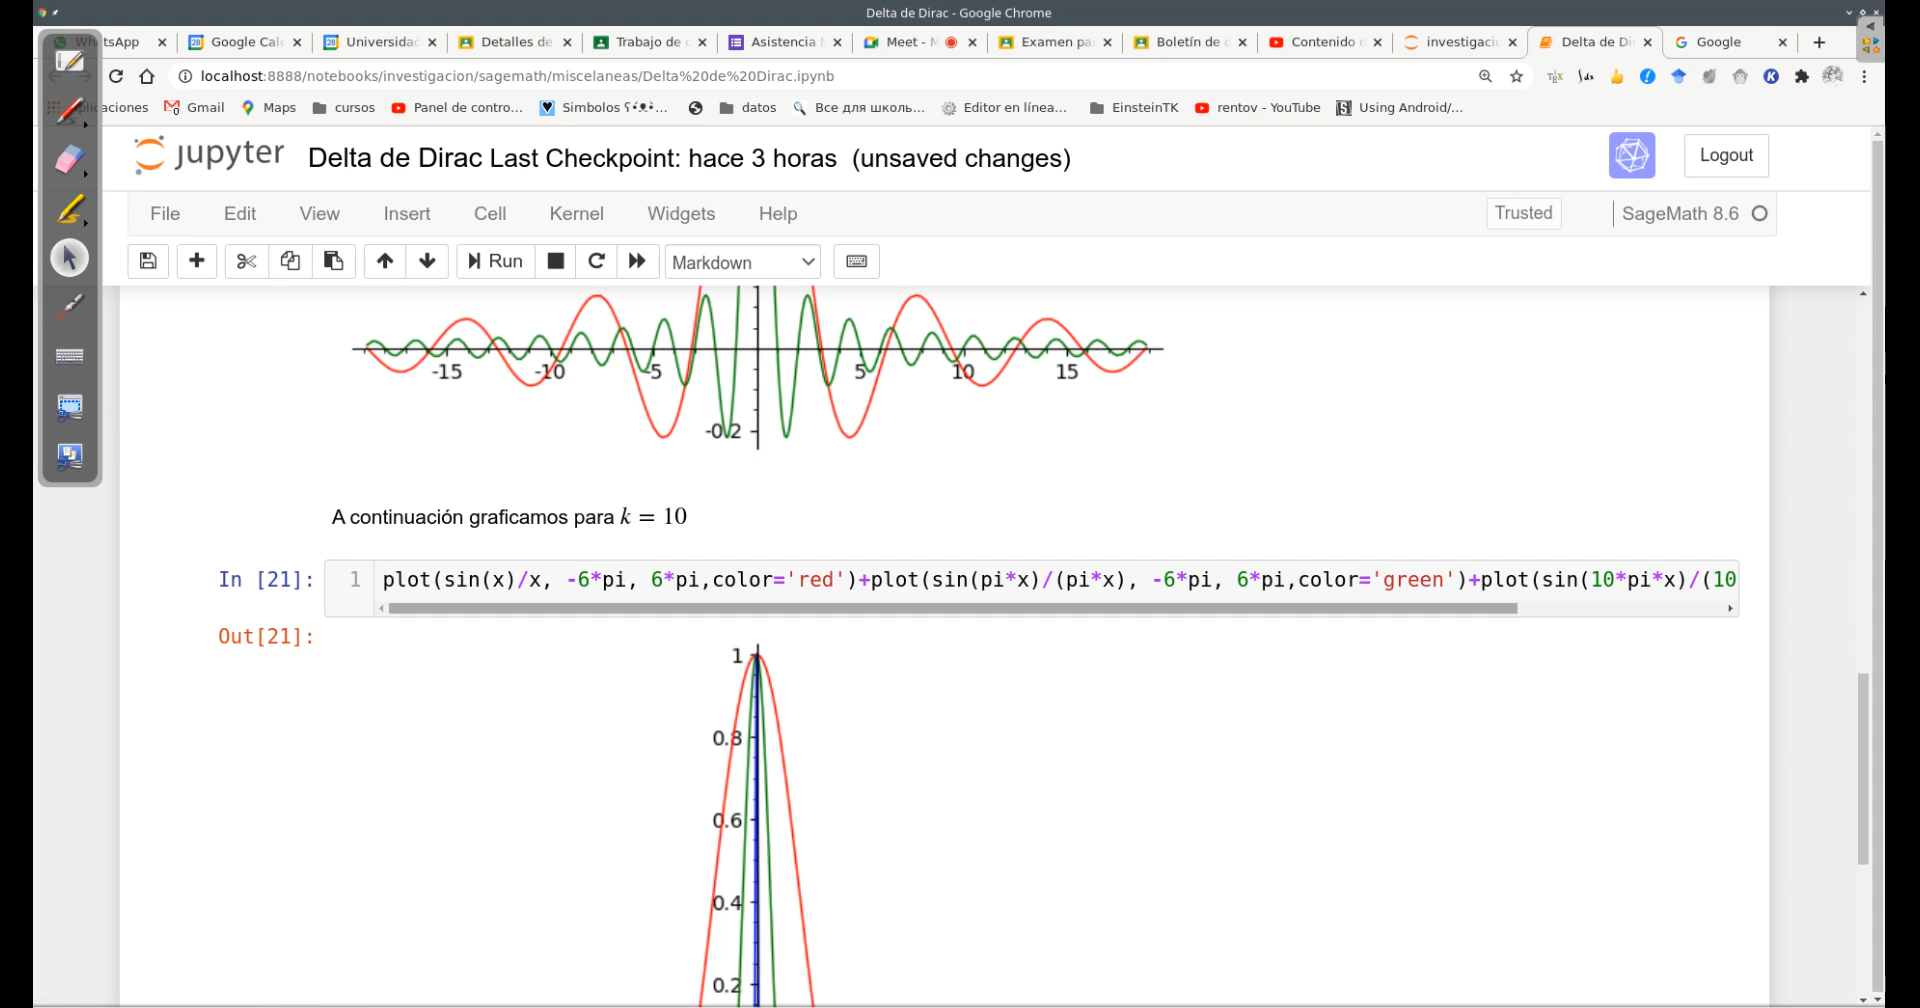 Delta de Dirac - Google Chrome
WhatsApp Google Cal Universidad Detalles de Trabajo de Asistencia Meet - Examen pa Boletín de Contenido investigaci Delta de Di Google
localhost:8888/notebooks/investigacion/sagemath/miscelaneas/Delta%20de%20Dirac.ipynb
Gmail Maps cursos Panel de contro... Simbolos datos Все для школь... Editor en línea... EinsteinTK rentov - YouTube Using Android/...
jupyter Delta de Dirac Last Checkpoint: hace 3 horas (unsaved changes) Logout
File Edit View Insert Cell Kernel Widgets Help Trusted SageMath 8.6
Run Markdown
-15 -10 -5 5 10 15
-0.2
A continuación graficamos para k = 10
In [21]: 1 plot(sin(x)/x, -6*pi, 6*pi,color='red')+plot(sin(pi*x)/(pi*x), -6*pi, 6*pi,color='green')+plot(sin(10*pi*x)/(10
Out[21]:
1
0.8
0.6
0.4
0.2